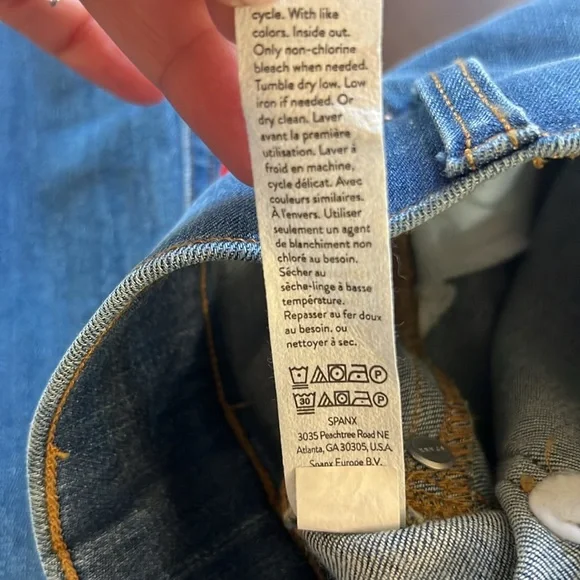 cycle. With like
colors. Inside out.
Only non-chlorine
bleach when needed.
Tumble dry low. Low
iron if needed. Or
dry clean. Laver
avant la première
utilisation. Laver à
froid en machine,
cycle délicat. Avec
couleurs similaires.
À l'envers. Utiliser
seulement un agent
de blanchiment non
chloré au besoin.
Sécher au
sèche-linge à basse
température.
Repasser au fer doux
au besoin, ou
nettoyer à sec.
P
30 P
SPANX
3035 Peachtree Road NE
Atlanta, GA 30305, U.S.A.
Spanx Europe B.V.